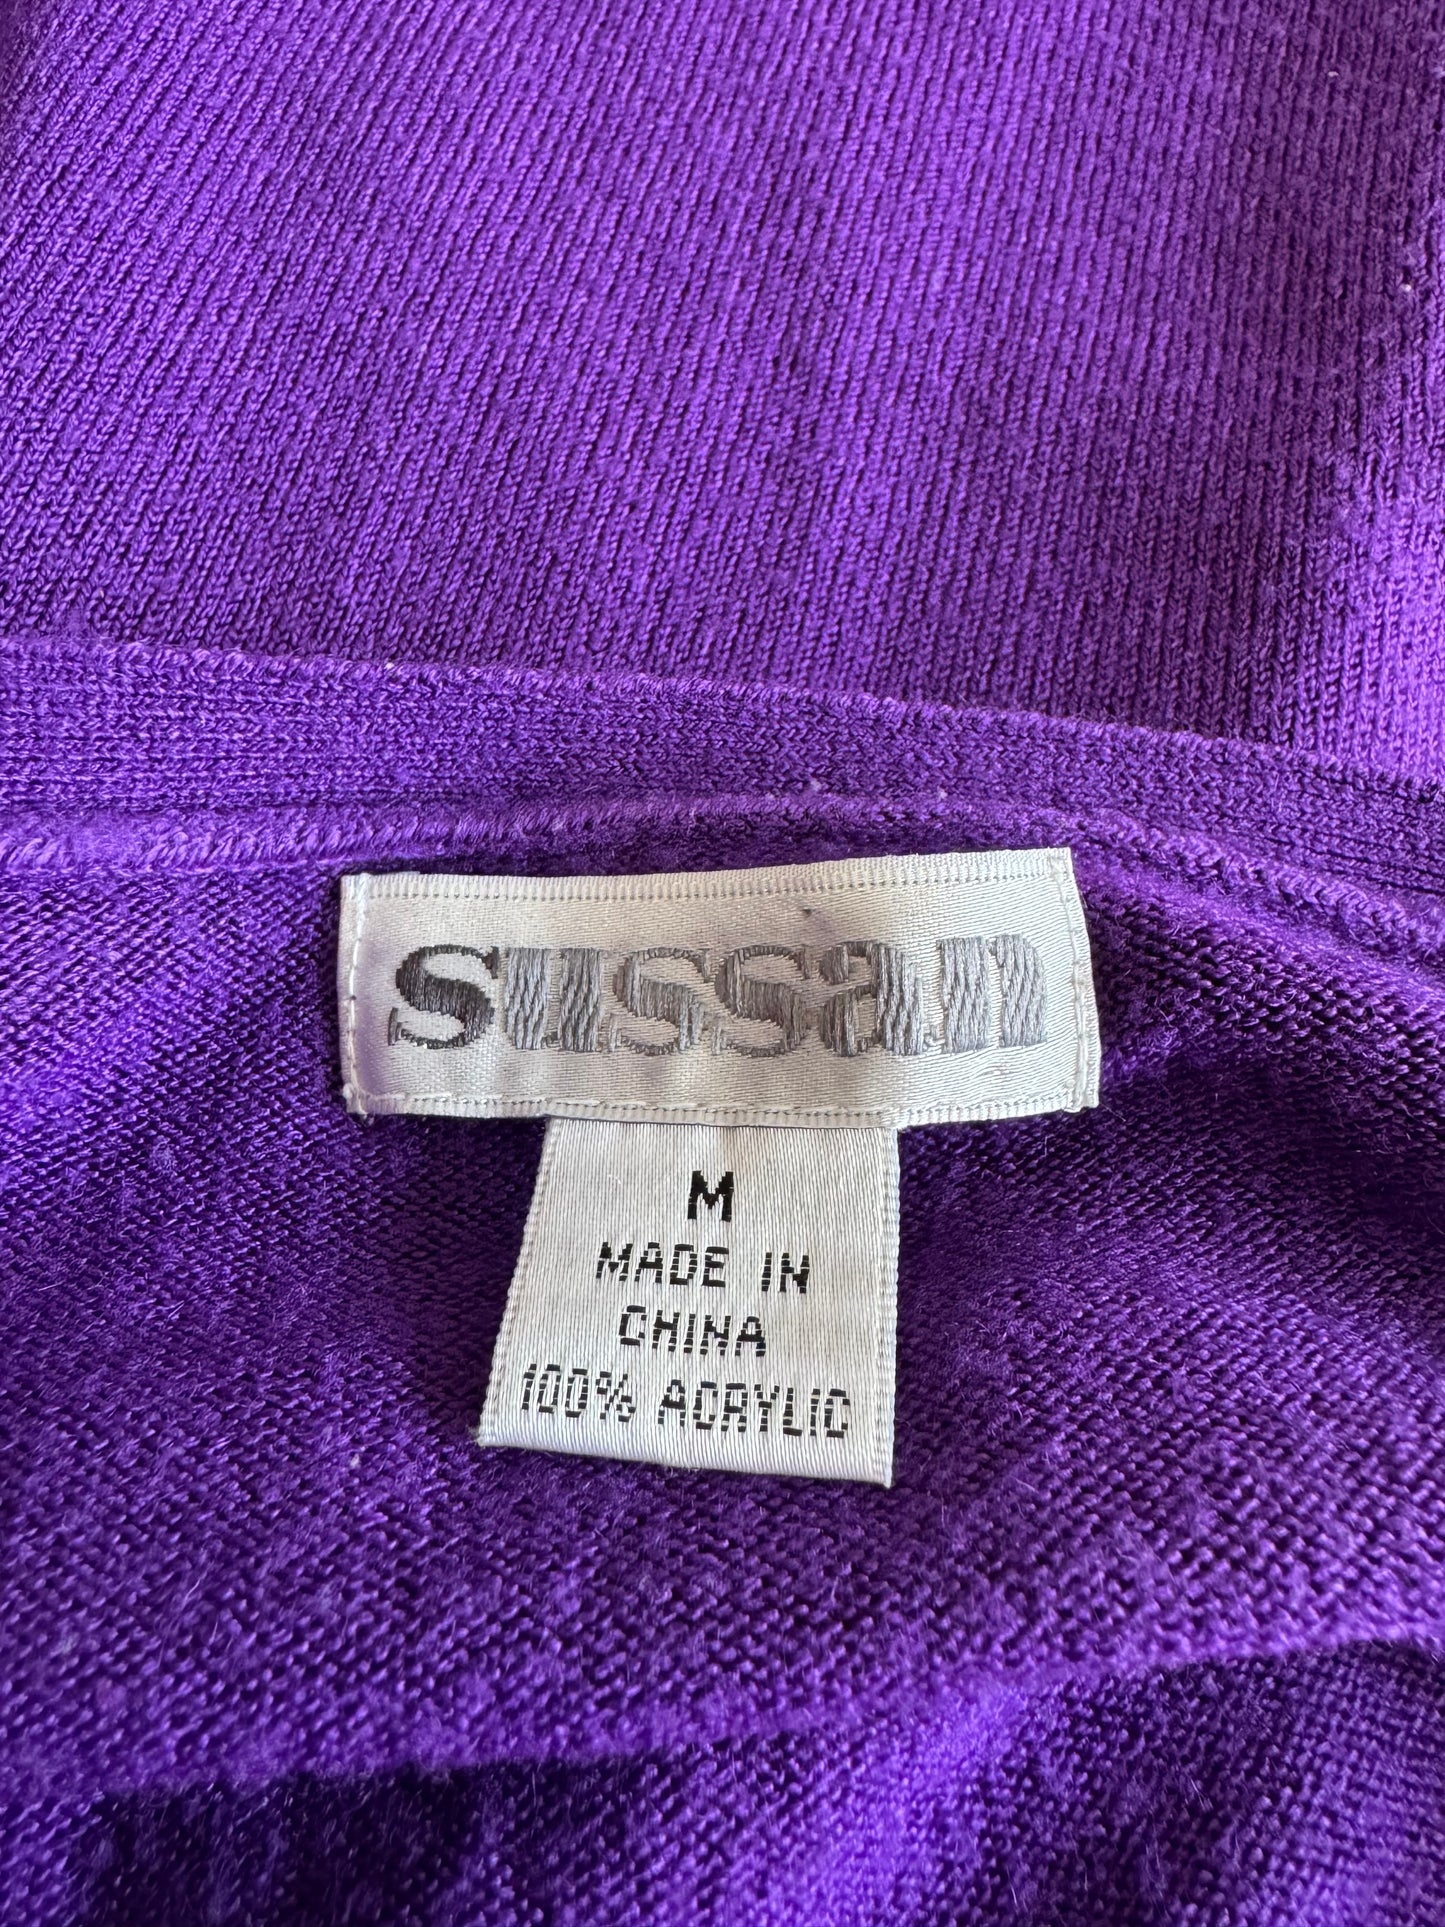 sussan
M
MADE IN
CHINA
100% ACRYLIC